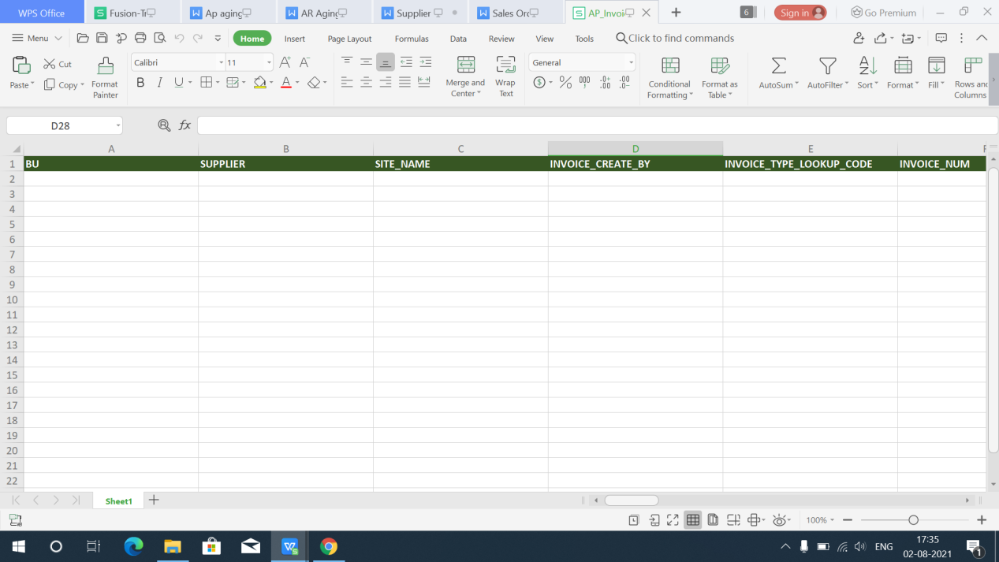 WPS Office Fusion-Tr Ap aging AR Aging Supplier Sales Orc AP_Invoi 6 Sign in Go Premium
Menu Home Insert Page Layout Formulas Data Review View Tools Click to find commands
Paste Cut Copy Format Painter
Calibri 11
B I U A
Merge and Center
Wrap Text
General
Conditional Formatting
Format as Table
AutoSum AutoFilter Sort Format Fill Rows and Columns
D28 fx
A B C D E F
1 BU SUPPLIER SITE_NAME INVOICE_CREATE_BY INVOICE_TYPE_LOOKUP_CODE INVOICE_NUM
2
3
4
5
6
7
8
9
10
11
12
13
14
15
16
17
18
19
20
21
22
Sheet1
100%
ENG 17:35
02-08-2021
1